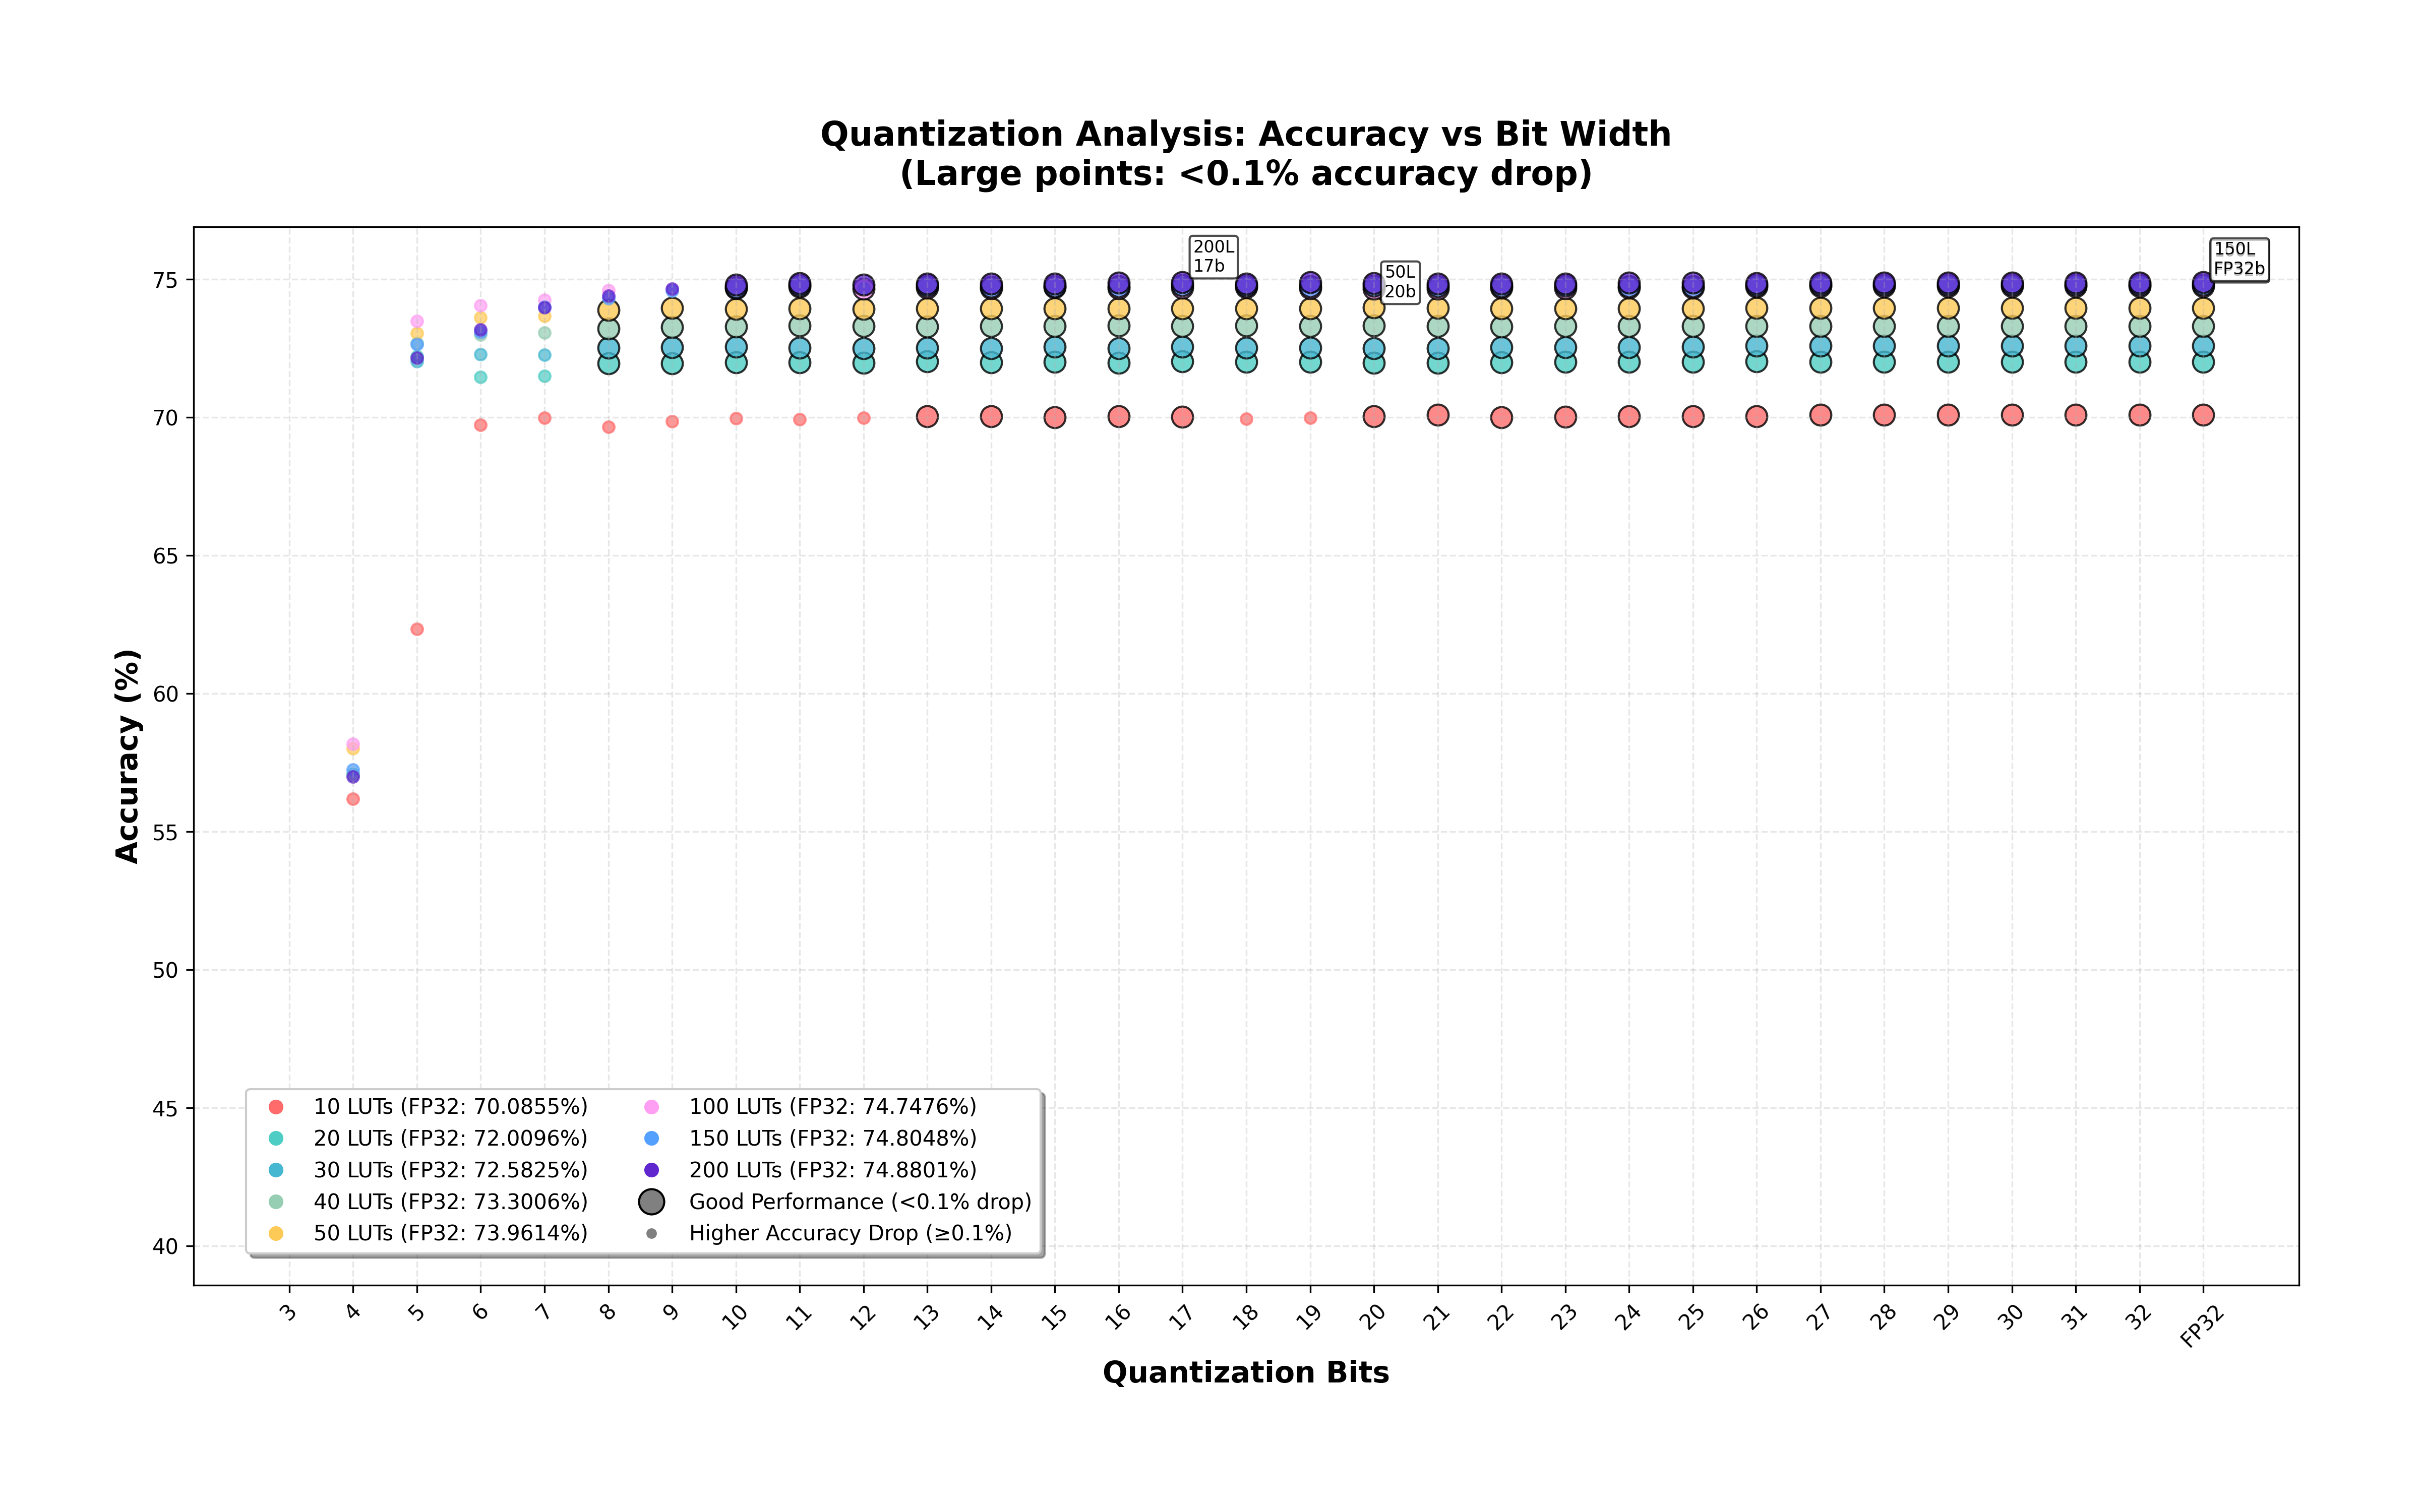 Quantization Analysis: Accuracy vs Bit Width
(Large points: <0.1% accuracy drop)
200L
17b
50L
20b
150L
FP32b
Accuracy (%)
75
70
65
60
55
50
45
40
10 LUTs (FP32: 70.0855%)
20 LUTs (FP32: 72.0096%)
30 LUTs (FP32: 72.5825%)
40 LUTs (FP32: 73.3006%)
50 LUTs (FP32: 73.9614%)
100 LUTs (FP32: 74.7476%)
150 LUTs (FP32: 74.8048%)
200 LUTs (FP32: 74.8801%)
Good Performance (<0.1% drop)
Higher Accuracy Drop (≥0.1%)
3 4 5 6 7 8 9 10 11 12 13 14 15 16 17 18 19 20 21 22 23 24 25 26 27 28 29 30 31 32 FP32
Quantization Bits